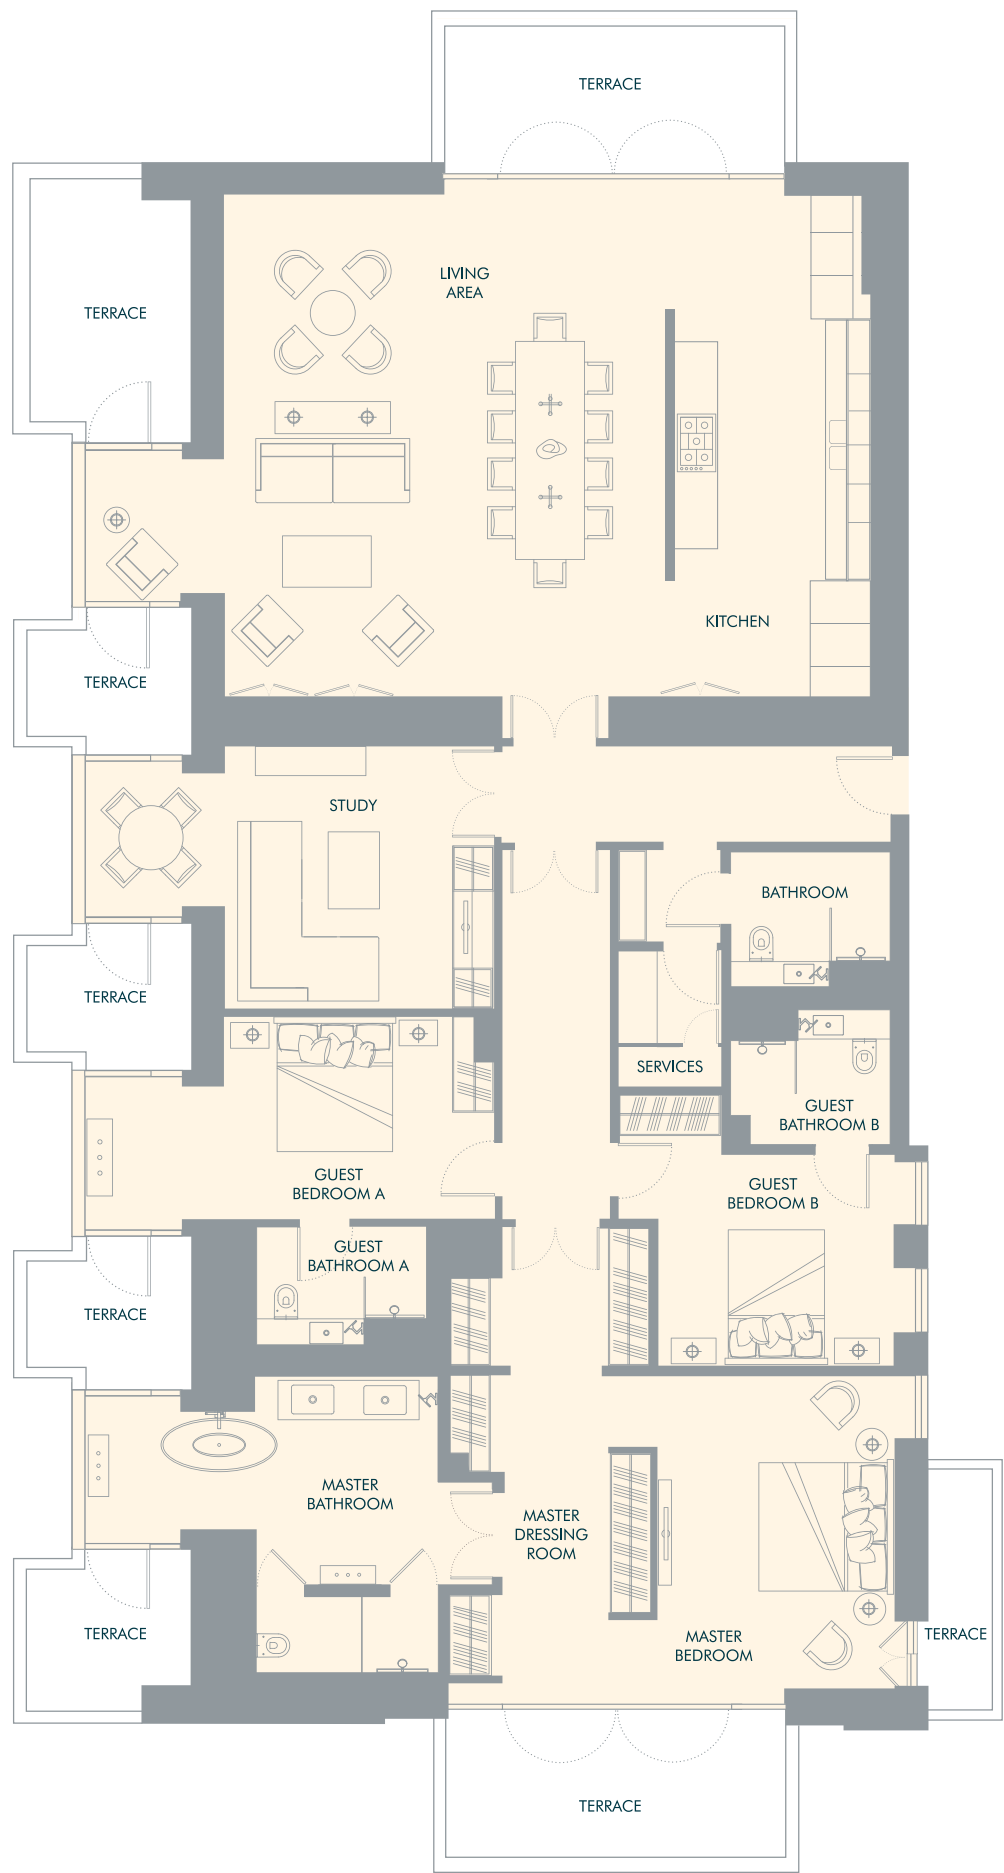 TERRACE
LIVING
AREA
TERRACE
KITCHEN
TERRACE
STUDY
BATHROOM
TERRACE
SERVICES
GUEST
BATHROOM B
GUEST
BEDROOM A
GUEST
BEDROOM B
GUEST
BATHROOM A
TERRACE
MASTER
BATHROOM
MASTER
DRESSING
ROOM
TERRACE
MASTER
BEDROOM
TERRACE
TERRACE